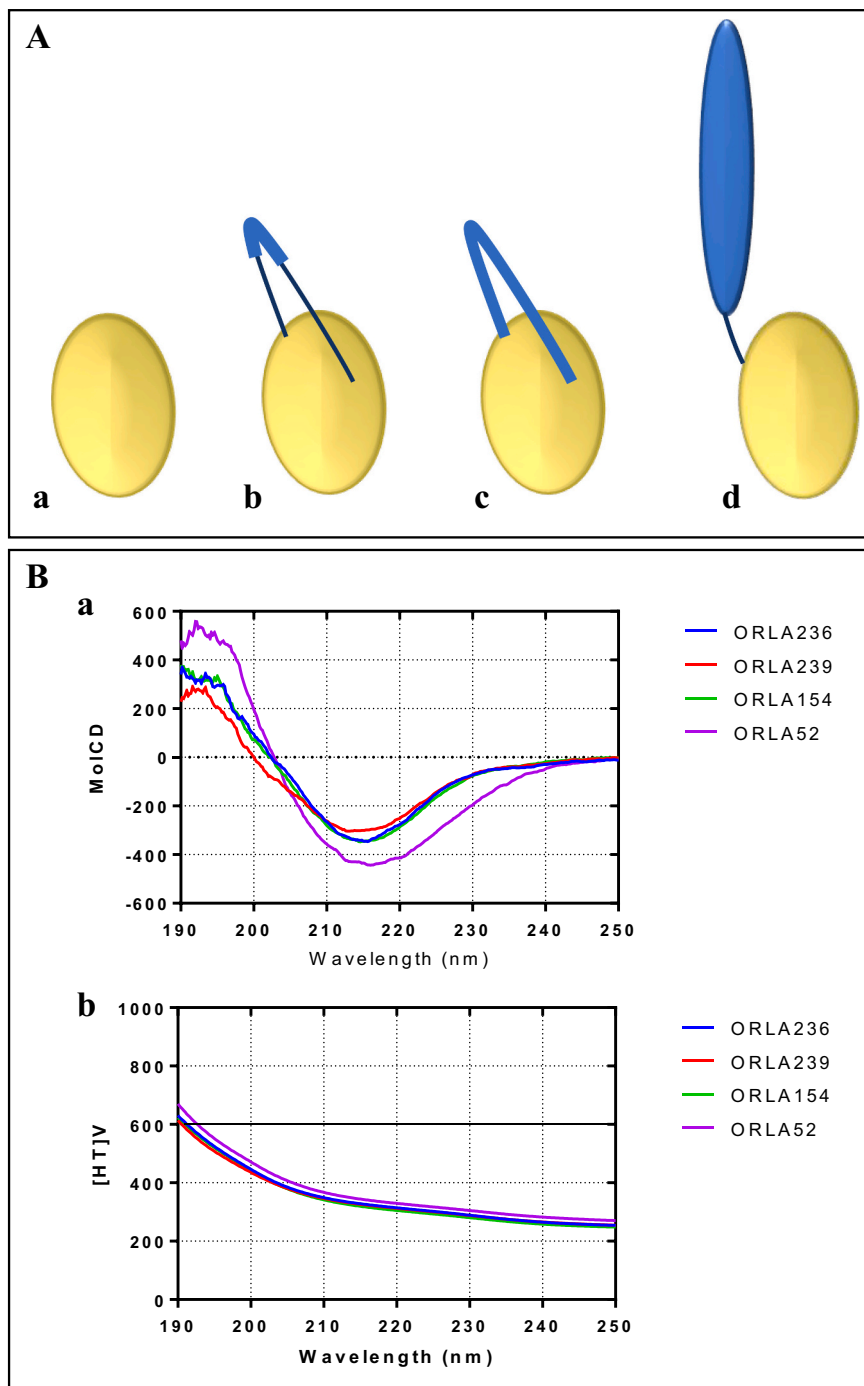 A
a b c d
B
a
600
400
200
0
-200
-400
-600
MolCD
190 200 210 220 230 240 250
Wavelength (nm)
ORLA236
ORLA239
ORLA154
ORLA52
b
1000
800
600
400
200
0
[HT]V
190 200 210 220 230 240 250
Wavelength (nm)
ORLA236
ORLA239
ORLA154
ORLA52